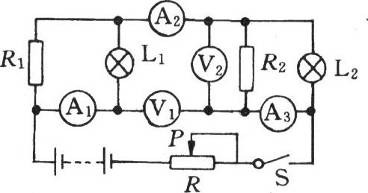 A₂
R₁ L₁ V₂ R₂ L₂
A₁ V₁ A₃
P
R S